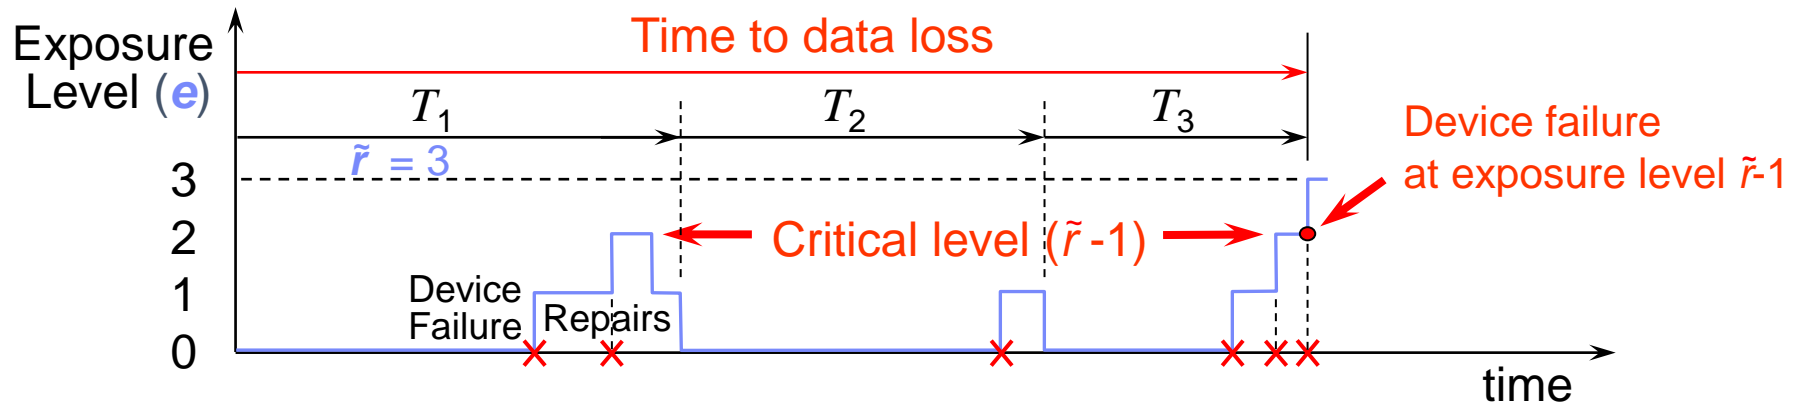 Exposure
Level (e)
Time to data loss
T1
T2
T3
r̃ = 3
Device failure
at exposure level r̃-1
3
2
1
0
Critical level (r̃ -1)
Device
Failure
Repairs
time